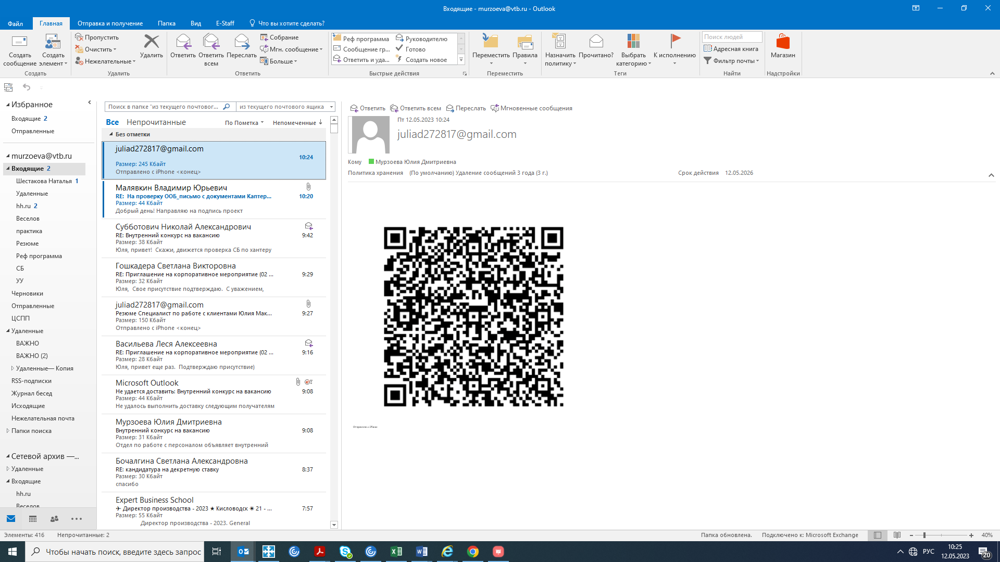 Входящие - murzoeva@vtb.ru - Outlook
Файл
Главная
Отправка и получение
Папка
Вид
E-Staff
Что вы хотите сделать?
Создать сообщение
Создать элемент
Создать
Пропустить
Очистить
Нежелательные
Удалить
Удалить
Ответить
Ответить всем
Переслать
Собрание
Мгн. сообщение
Больше
Ответить
Реф программа
Сообщение гр...
Ответить и уда...
Руководителю
Готово
Создать новое
Быстрые действия
Переместить
Правила
Переместить
Назначить политику
Прочитано?
Выбрать категорию
К исполнению
Теги
Поиск людей
Адресная книга
Фильтр почты
Найти
Магазин
Надстройки
Избранное
Входящие 2
Отправленные
murzoeva@vtb.ru
Входящие 2
Шестакова Наталья 1
Удаленные
hh.ru 2
Веселов
практика
Резюме
Реф программа
СБ
УУ
Черновики
Отправленные
ЦСПП
Удаленные
ВАЖНО
ВАЖНО (2)
Удаленные— Копия
RSS-подписки
Журнал бесед
Исходящие
Нежелательная почта
Папки поиска
Сетевой архив —...
Удаленные
Входящие
hh.ru
Веселов
Поиск в папке "из текущего почтовог...
из текущего почтового ящика
Все
Непрочитанные
По Пометка
Непомеченные
Без отметки
juliad272817@gmail.com
10:24
Размер: 245 Кбайт
Отправлено с iPhone <конец>
Малявкин Владимир Юрьевич
RE: На проверку ООБ_письмо с документами Каптер...
10:20
Размер: 44 Кбайт
Добрый день! Направляю на подпись проект
Субботович Николай Александрович
RE: Внутренний конкурс на вакансию
9:42
Размер: 38 Кбайт
Юля, привет! Скажи, движется проверка СБ по хантеру
Гошкадера Светлана Викторовна
RE: Приглашение на корпоративное мероприятие (02 ...
9:29
Размер: 32 Кбайт
Юля, Свое присутствие подтверждаю. С уважением,
juliad272817@gmail.com
Резюме Специалист по работе с клиентами Юлия Мак...
9:27
Размер: 150 Кбайт
Отправлено с iPhone <конец>
Васильева Леся Алексеевна
RE: Приглашение на корпоративное мероприятие (02 ...
9:16
Размер: 28 Кбайт
Юля, привет еще раз. Подтверждаю присутствие)
Microsoft Outlook
Не удается доставить: Внутренний конкурс на вакансию
9:08
Размер: 44 Кбайт
Не удалось выполнить доставку следующим получателям
Мурзоева Юлия Дмитриевна
Внутренний конкурс на вакансию
9:08
Размер: 31 Кбайт
Отдел по работе с персоналом объявляет внутренний
Бочалгина Светлана Александровна
RE: кандидатура на декретную ставку
8:37
Размер: 30 Кбайт
спасибо
Expert Business School
✈ Директор производства - 2023 ★ Кисловодск ☀ 21 - ...
7:57
Размер: 55 Кбайт
Директор производства - 2023. General
Ответить
Ответить всем
Переслать
Мгновенные сообщения
Пт 12.05.2023 10:24
juliad272817@gmail.com
Кому
Мурзоева Юлия Дмитриевна
Политика хранения
(По умолчанию) Удаление сообщений 3 года (3 г.)
Срок действия
12.05.2026
Отправлено с iPhone
Элементы: 416
Непрочитанные: 2
Папка обновлена.
Подключено к: Microsoft Exchange
40%
Чтобы начать поиск, введите здесь запрос
РУС
10:25
12.05.2023
20